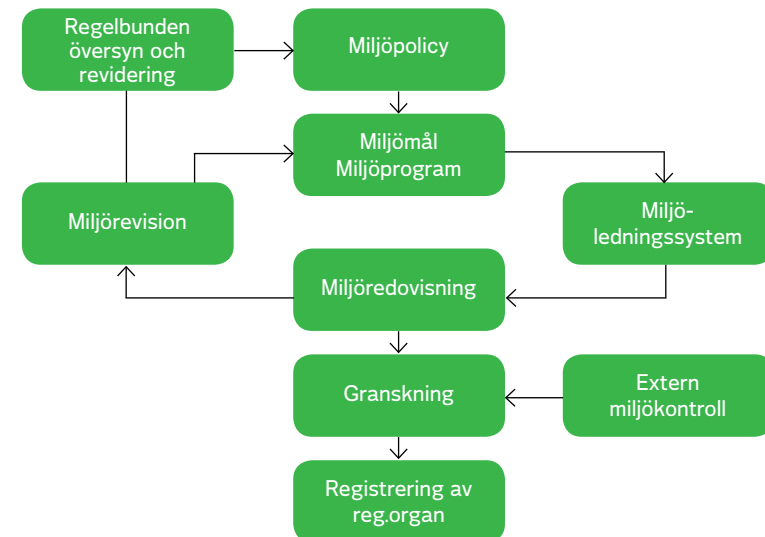 Regelbunden
översyn och
revidering
Miljöpolicy
Miljömål
Miljöprogram
Miljörevision
Miljö-
ledningssystem
Miljöredovisning
Granskning
Extern
miljökontroll
Registrering av
reg.organ